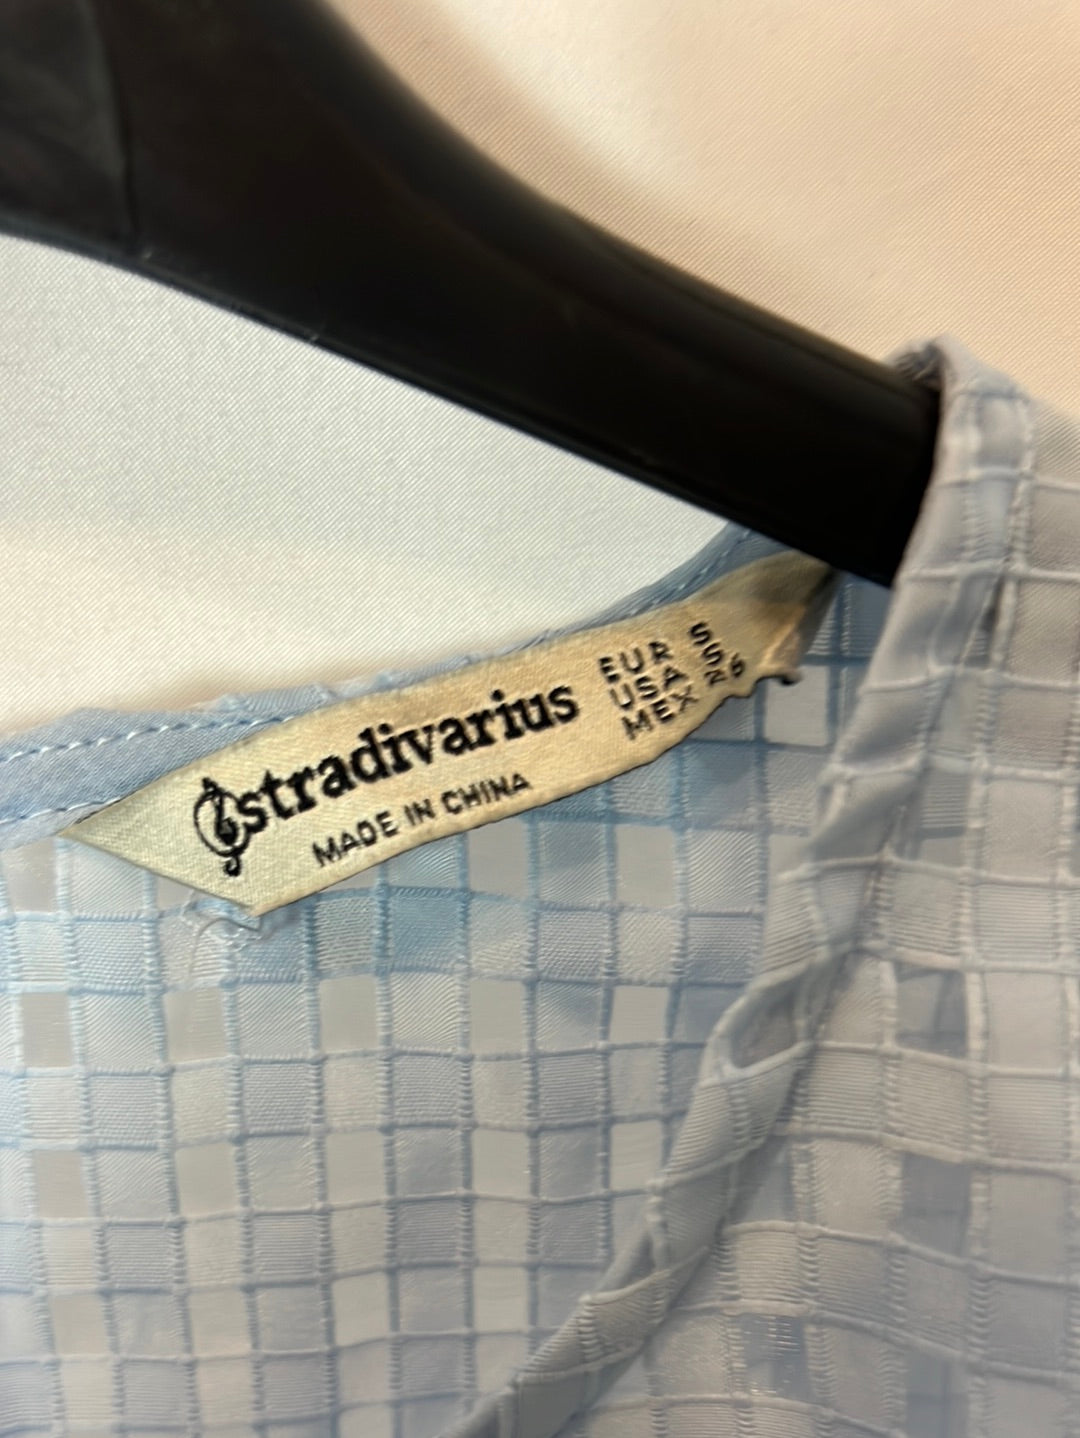 stradivarius
MADE IN CHINA
EUR S
USA S
MEX 26